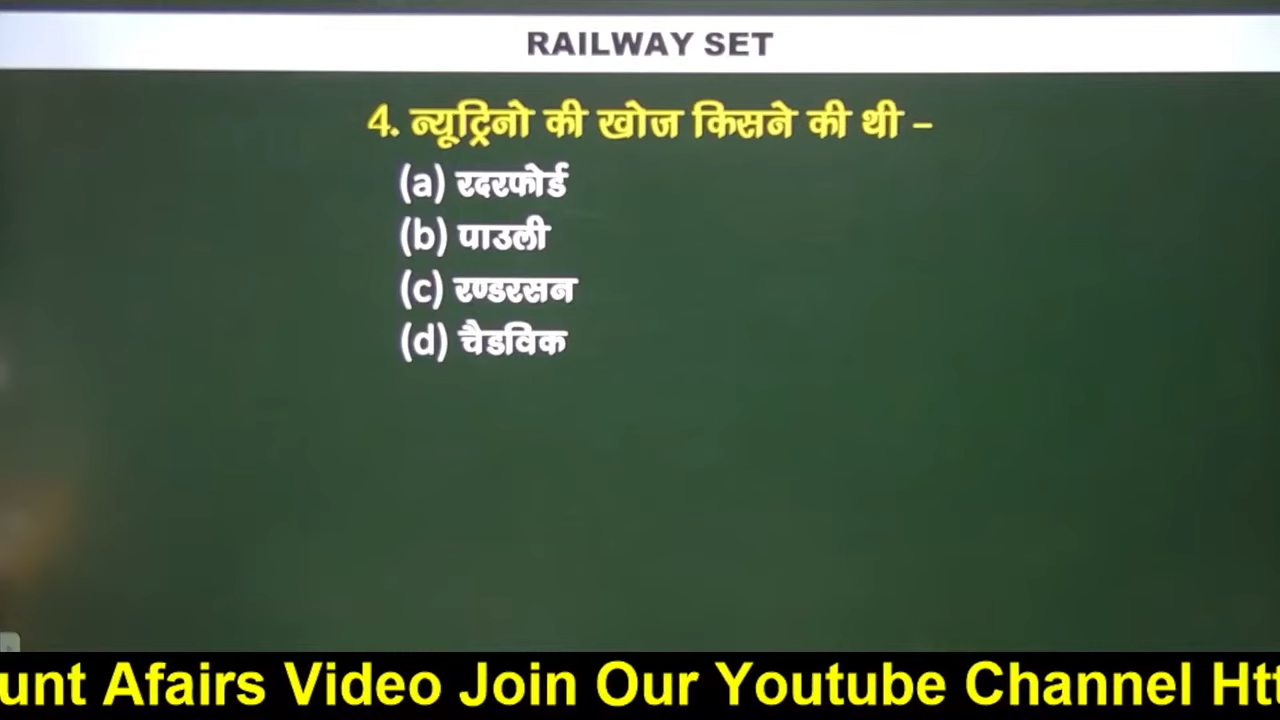 RAILWAY SET
4. न्यूट्रिनो की खोज किसने की थी –
(a) रदरफोर्ड
(b) पाउली
(c) रण्डरसन
(d) चैडविक
unt Afairs Video Join Our Youtube Channel Htt